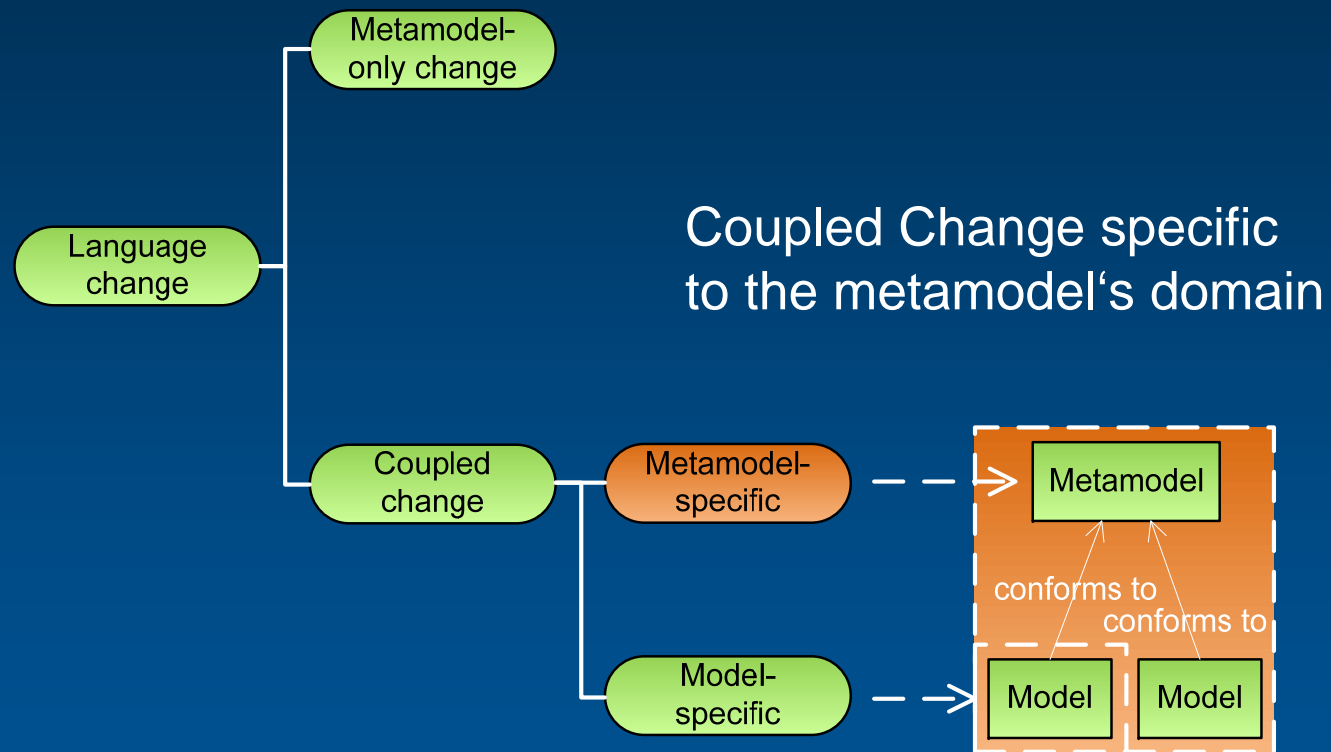 Metamodel-
only change
Language
change
Coupled Change specific
to the metamodel‘s domain
Coupled
change
Metamodel-
specific
Metamodel
conforms to
conforms to
Model-
specific
Model
Model